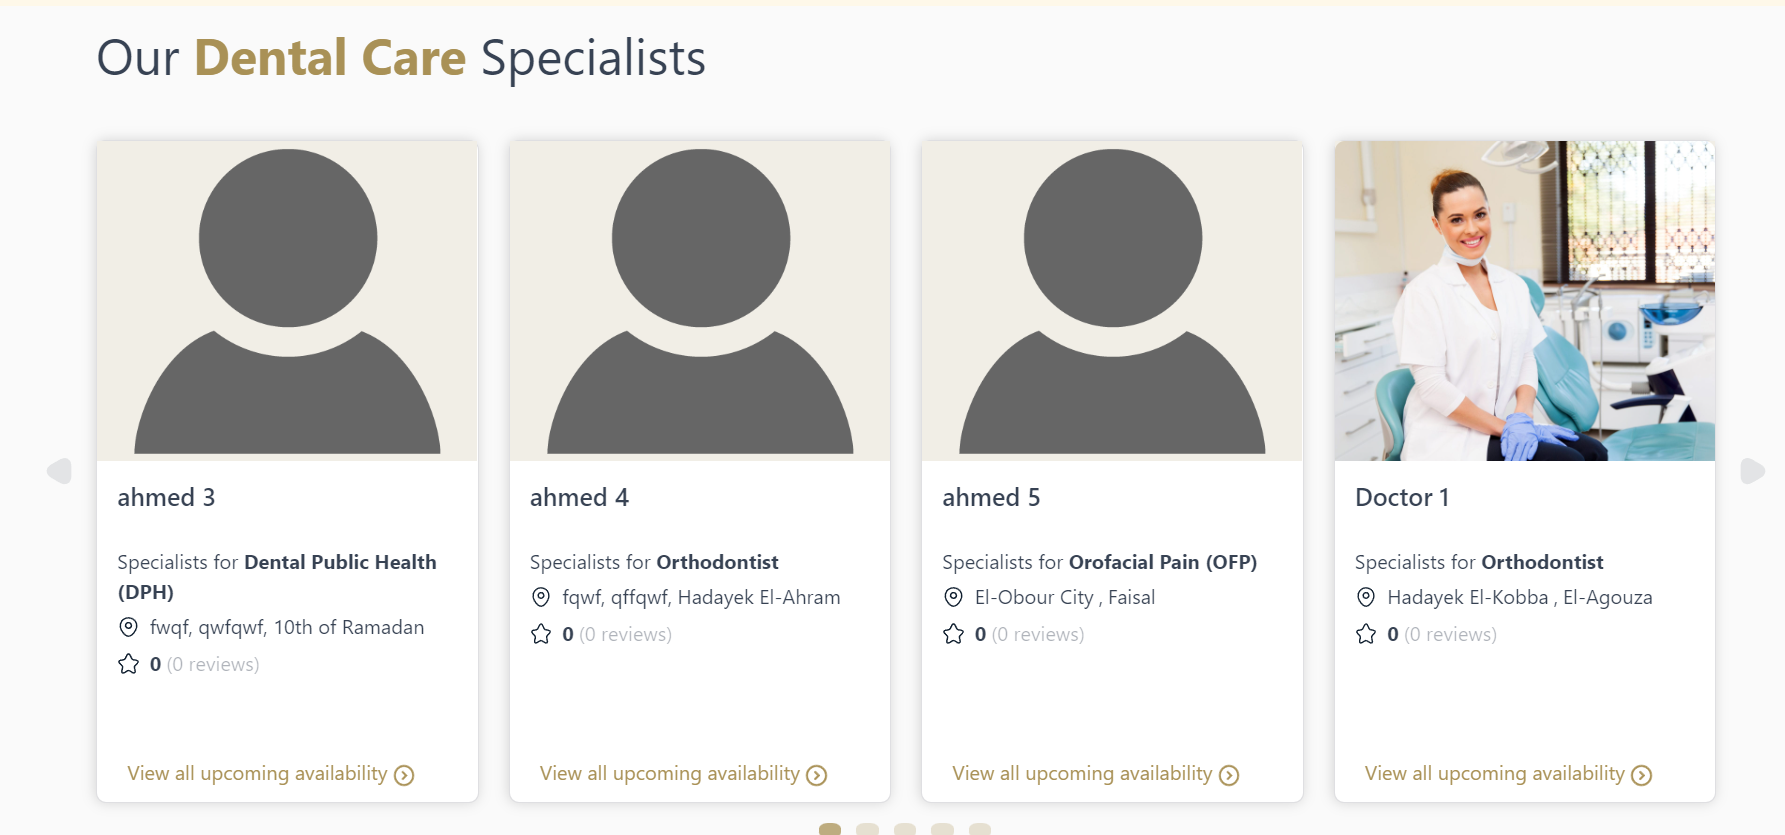 Our Dental Care Specialists
ahmed 3
Specialists for Dental Public Health
(DPH)
fwqf, qwfqwf, 10th of Ramadan
0 (0 reviews)
View all upcoming availability
ahmed 4
Specialists for Orthodontist
fqwf, qffqwf, Hadayek El-Ahram
0 (0 reviews)
View all upcoming availability
ahmed 5
Specialists for Orofacial Pain (OFP)
El-Obour City , Faisal
0 (0 reviews)
View all upcoming availability
Doctor 1
Specialists for Orthodontist
Hadayek El-Kobba , El-Agouza
0 (0 reviews)
View all upcoming availability